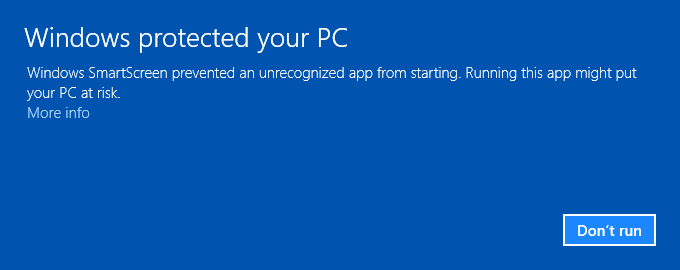 Windows protected your PC
Windows SmartScreen prevented an unrecognized app from starting. Running this app might put
your PC at risk.
More info
Don't run